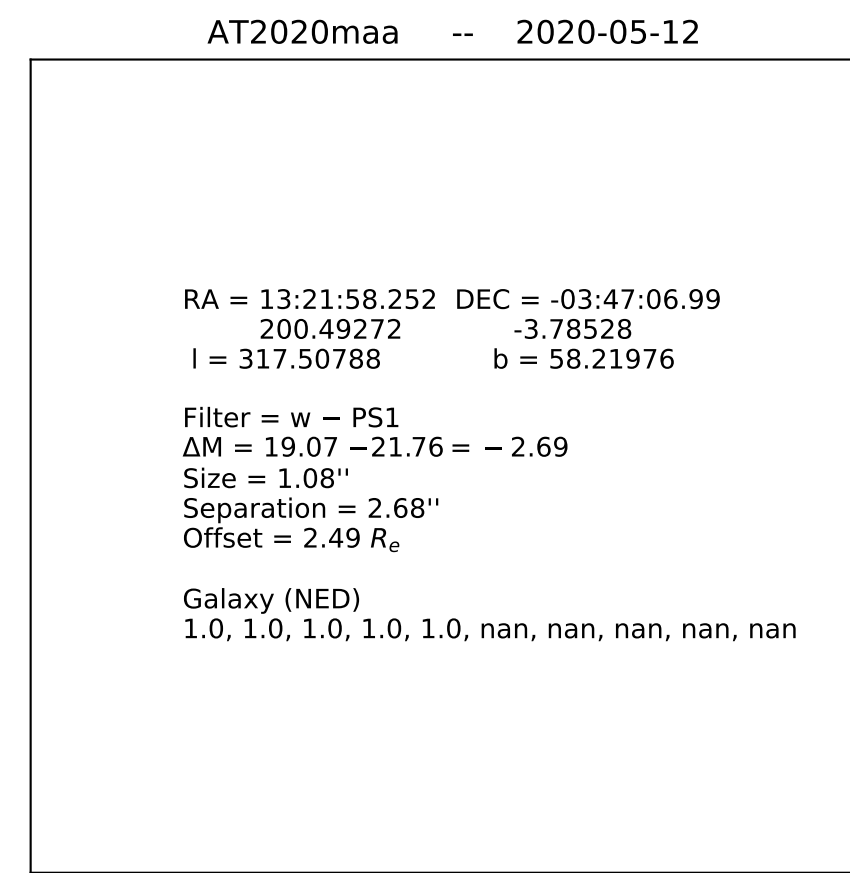 AT2020maa -- 2020-05-12
RA = 13:21:58.252 DEC = -03:47:06.99
200.49272 -3.78528
l = 317.50788 b = 58.21976
Filter = w − PS1
ΔM = 19.07 −21.76 = − 2.69
Size = 1.08''
Separation = 2.68''
Offset = 2.49 Rₑ
Galaxy (NED)
1.0, 1.0, 1.0, 1.0, 1.0, nan, nan, nan, nan, nan